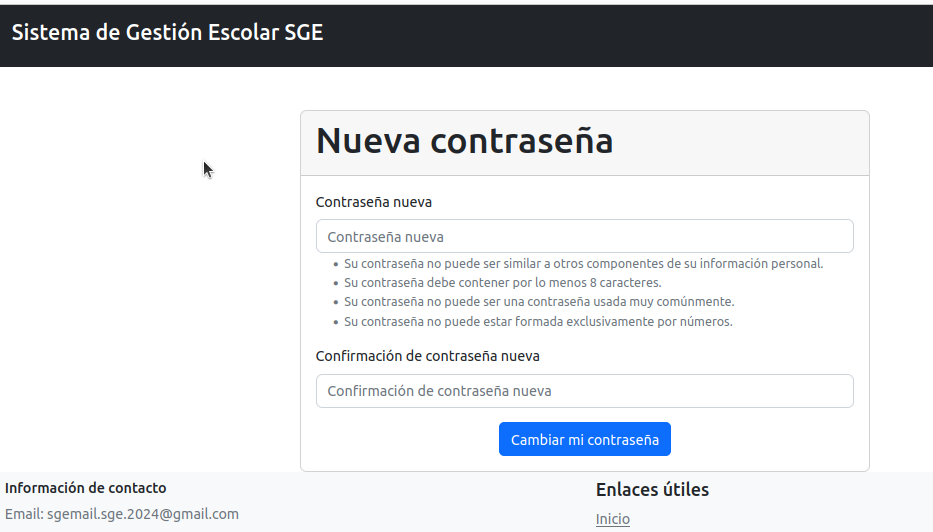 Sistema de Gestión Escolar SGE
Nueva contraseña
Contraseña nueva
Contraseña nueva
• Su contraseña no puede ser similar a otros componentes de su información personal.
• Su contraseña debe contener por lo menos 8 caracteres.
• Su contraseña no puede ser una contraseña usada muy comúnmente.
• Su contraseña no puede estar formada exclusivamente por números.
Confirmación de contraseña nueva
Confirmación de contraseña nueva
Cambiar mi contraseña
Información de contacto
Email: sgemail.sge.2024@gmail.com
Enlaces útiles
Inicio